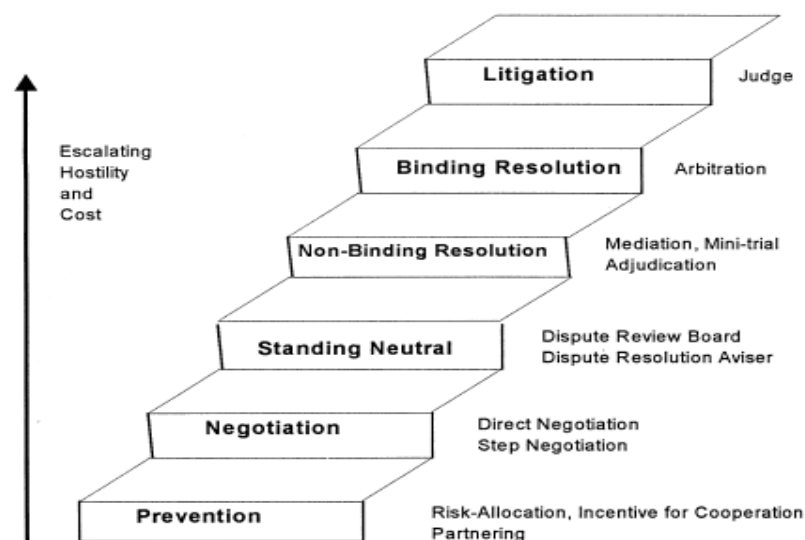 Litigation
Judge
Escalating
Hostility
and
Cost
Binding Resolution
Arbitration
Non-Binding Resolution
Mediation, Mini-trial
Adjudication
Standing Neutral
Dispute Review Board
Dispute Resolution Aviser
Negotiation
Direct Negotiation
Step Negotiation
Prevention
Risk-Allocation, Incentive for Cooperation
Partnering